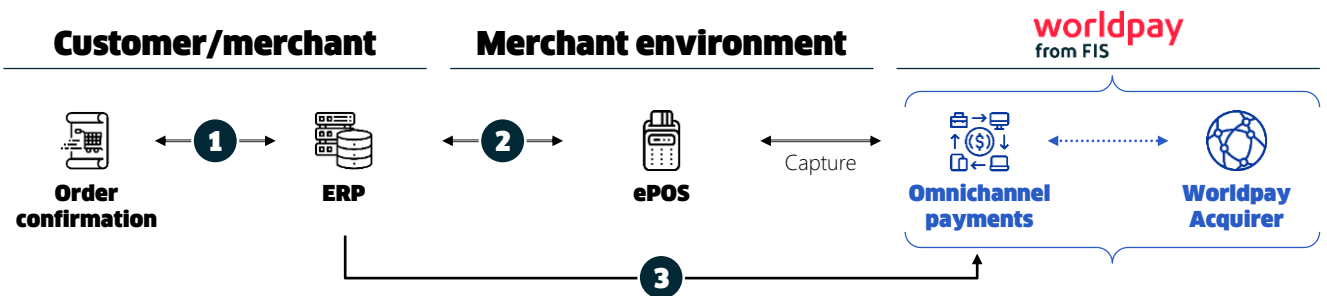 Customer/merchant
Merchant environment
worldpay
from FIS
1
2
Capture
Order
confirmation
ERP
ePOS
Omnichannel
payments
Worldpay
Acquirer
3
($)